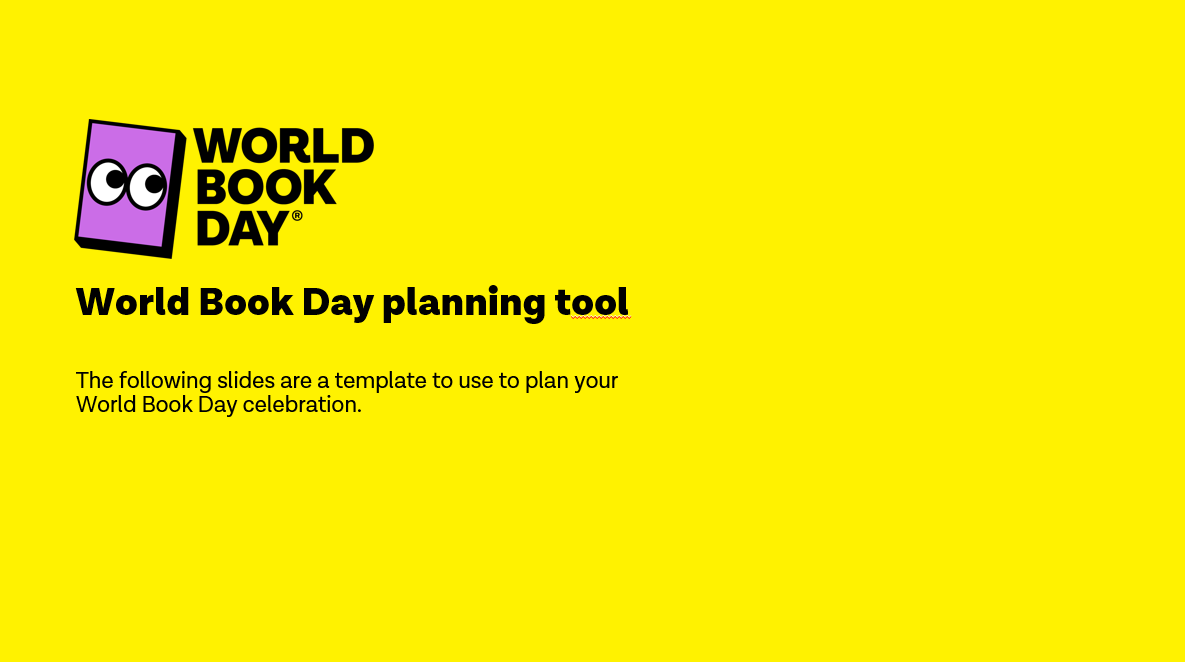 WORLD
BOOK
DAY®
World Book Day planning tool
The following slides are a template to use to plan your
World Book Day celebration.